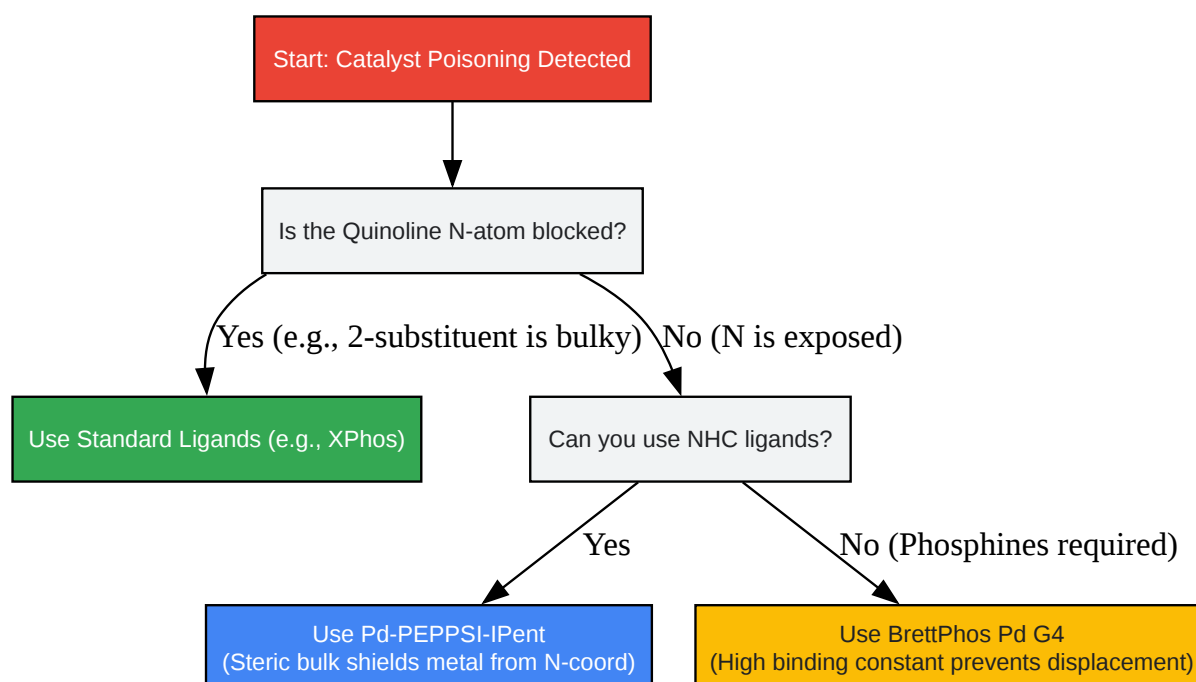 Start: Catalyst Poisoning Detected
Is the Quinoline N-atom blocked?
Yes (e.g., 2-substituent is bulky)
No (N is exposed)
Use Standard Ligands (e.g., XPhos)
Can you use NHC ligands?
Yes
No (Phosphines required)
Use Pd-PEPPSI-IPent
(Steric bulk shields metal from N-coord)
Use BrettPhos Pd G4
(High binding constant prevents displacement)